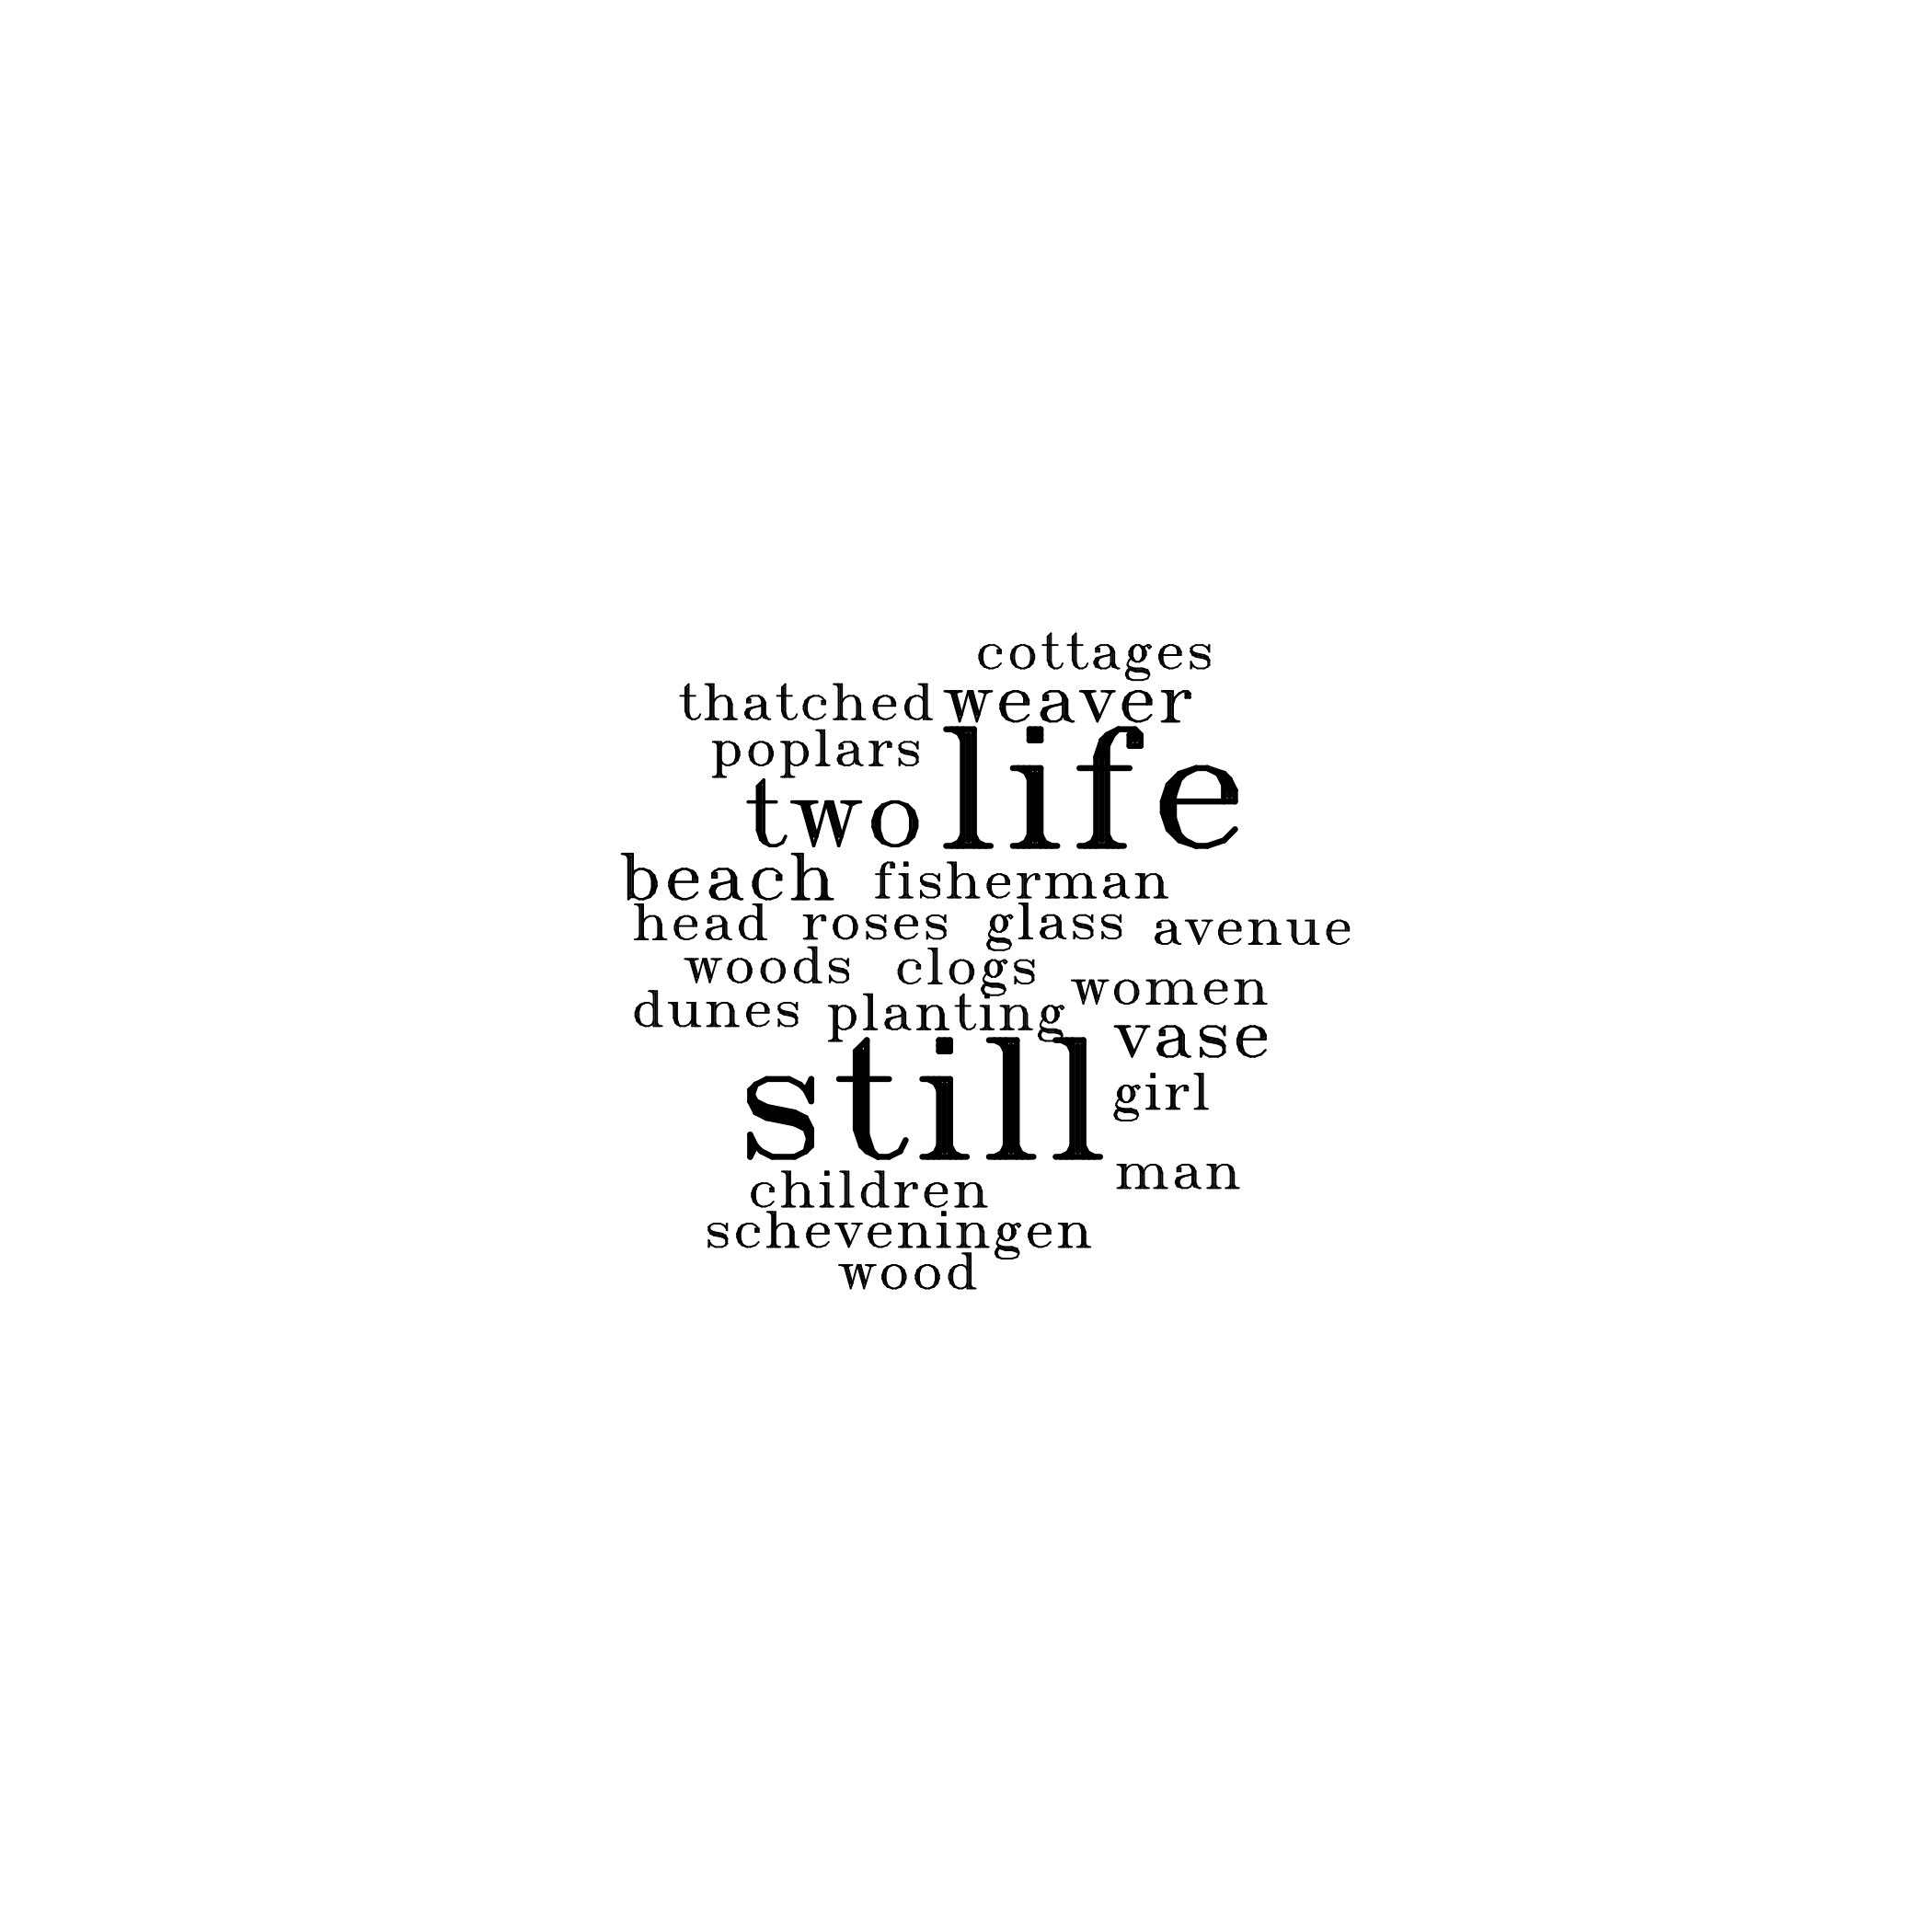 cottages
thatched weaver
poplars
two life
beach fisherman
head roses glass avenue
woods clogs women
dunes planting
vase
still
girl
man
children
scheveningen
wood